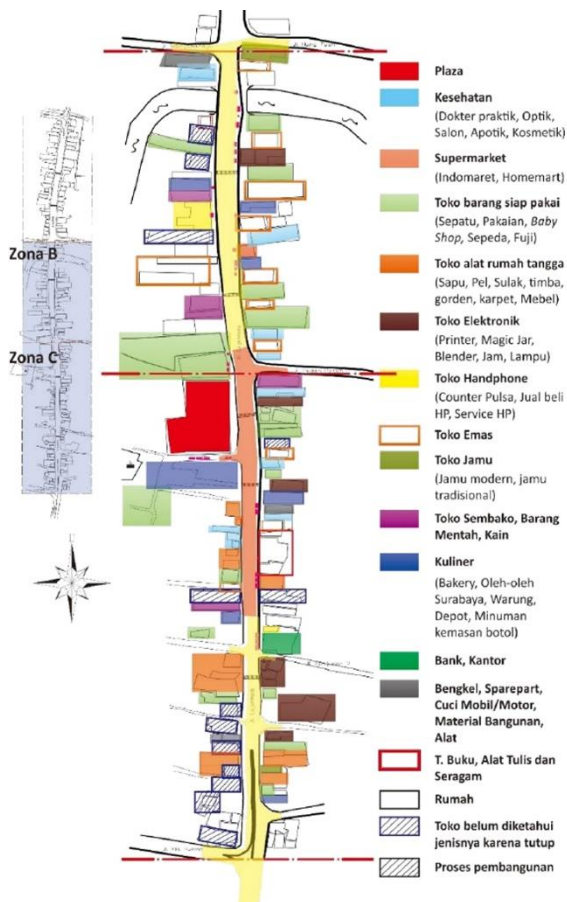 Zona B
Zona C
Plaza
Kesehatan
(Dokter praktik, Optik,
Salon, Apotik, Kosmetik)
Supermarket
(Indomaret, Homemart)
Toko barang siap pakai
(Sepatu, Pakaian, Baby
Shop, Sepeda, Fuji)
Toko alat rumah tangga
(Sapu, Pel, Sulak, timba,
gorden, karpet, Mebel)
Toko Elektronik
(Printer, Magic Jar,
Blender, Jam, Lampu)
Toko Handphone
(Counter Pulsa, Jual beli
HP, Service HP)
Toko Emas
Toko Jamu
(Jamu modern, jamu
tradisional)
Toko Sembako, Barang
Mentah, Kain
Kuliner
(Bakery, Oleh-oleh
Surabaya, Warung,
Depot, Minuman
kemasan botol)
Bank, Kantor
Bengkel, Sparepart,
Cuci Mobil/Motor,
Material Bangunan,
Alat
T. Buku, Alat Tulis dan
Seragam
Rumah
Toko belum diketahui
jenisnya karena tutup
Proses pembangunan